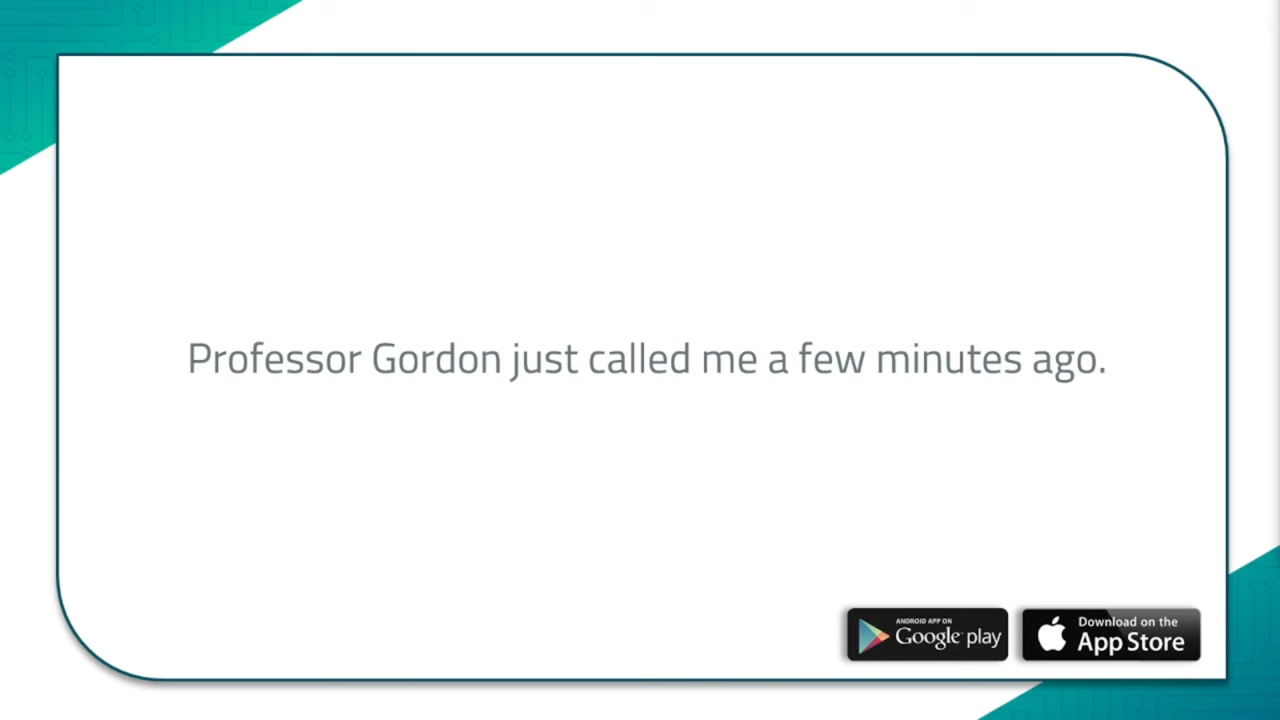 Professor Gordon just called me a few minutes ago.
ANDROID APP ON
Google play
Download on the
App Store